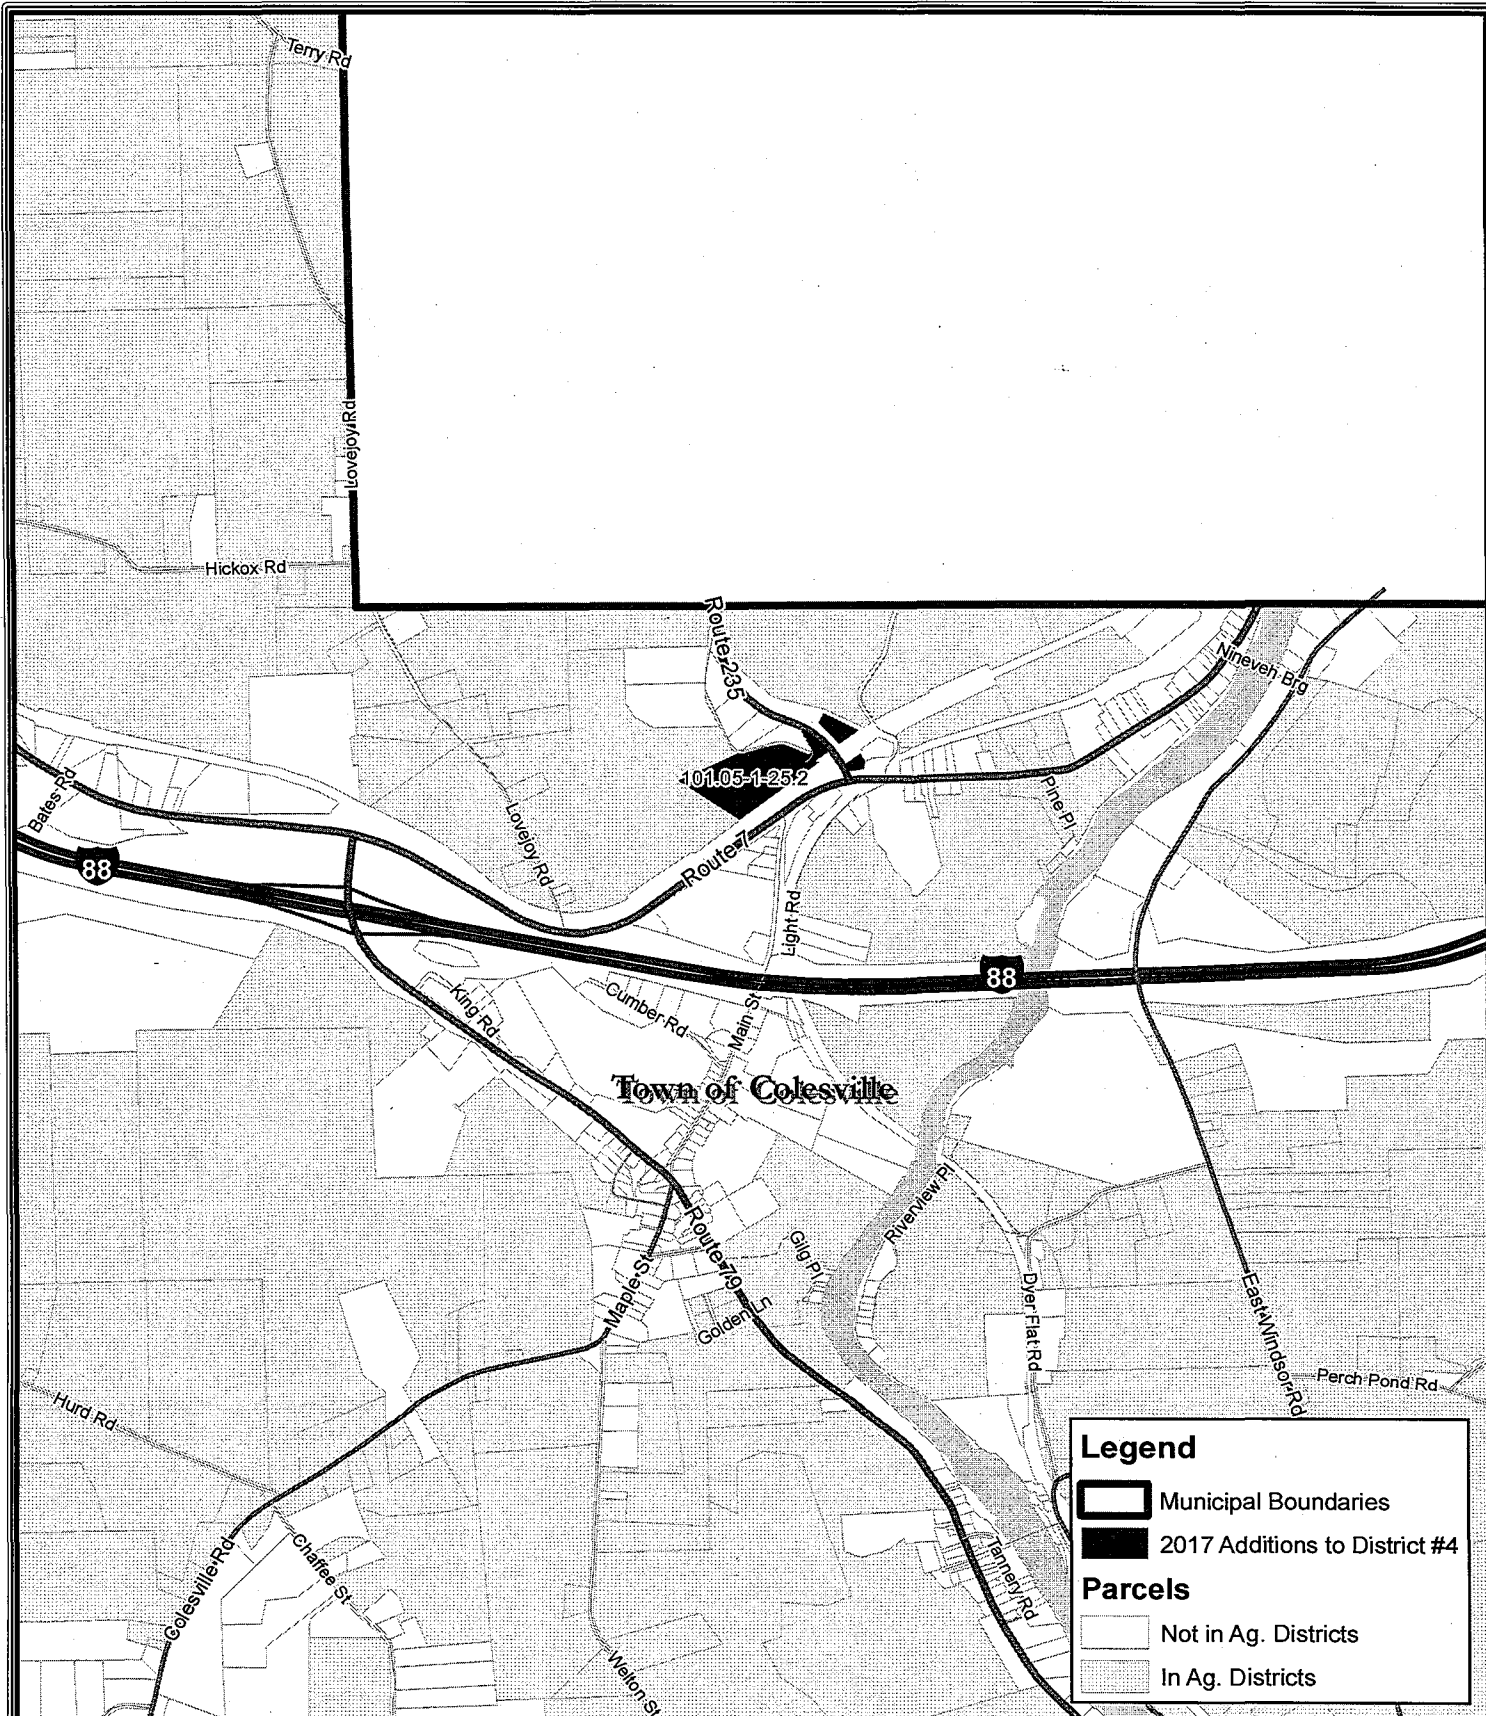 Terry Rd
Lovejoy Rd
Hickox Rd
Route 235
Nineveh Brg
101.05-1-25.2
Bates Rd
Pine Pl
Lovejoy Rd
Route 7
88
Light Rd
88
King Rd
Cumber Rd
Main St
Town of Colesville
Riverview Pl
Route 79
Gilg Pl
Maple St
Golden Ln
Dyer Flat Rd
East Windsor Rd
Perch Pond Rd
Hurd Rd
Legend
Municipal Boundaries
2017 Additions to District #4
Parcels
Not in Ag. Districts
In Ag. Districts
Colesville Rd
Chaffee St
Tannery Rd
Welton St